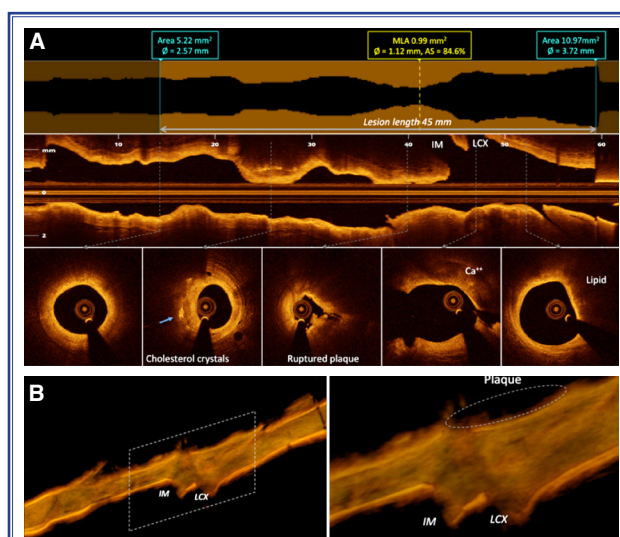 A
Area 5.22 mm²
Ø = 2.57 mm
MLA 0.99 mm²
Ø = 1.12 mm, AS = 84.6%
Area 10.97mm²
Ø = 3.72 mm
Lesion length 45 mm
mm
10
20
30
40
IM
LCX
50
60
0
2
Cholesterol crystals
Ruptured plaque
Ca⁺⁺
Lipid
B
IM
LCX
Plaque
IM
LCX